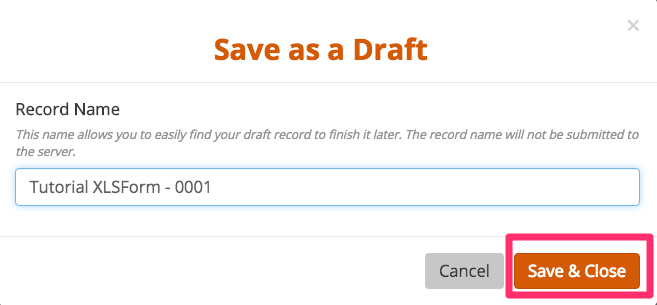 ×
Save as a Draft
Record Name
This name allows you to easily find your draft record to finish it later. The record name will not be submitted to
the server.
Tutorial XLSForm - 0001
Cancel
Save & Close